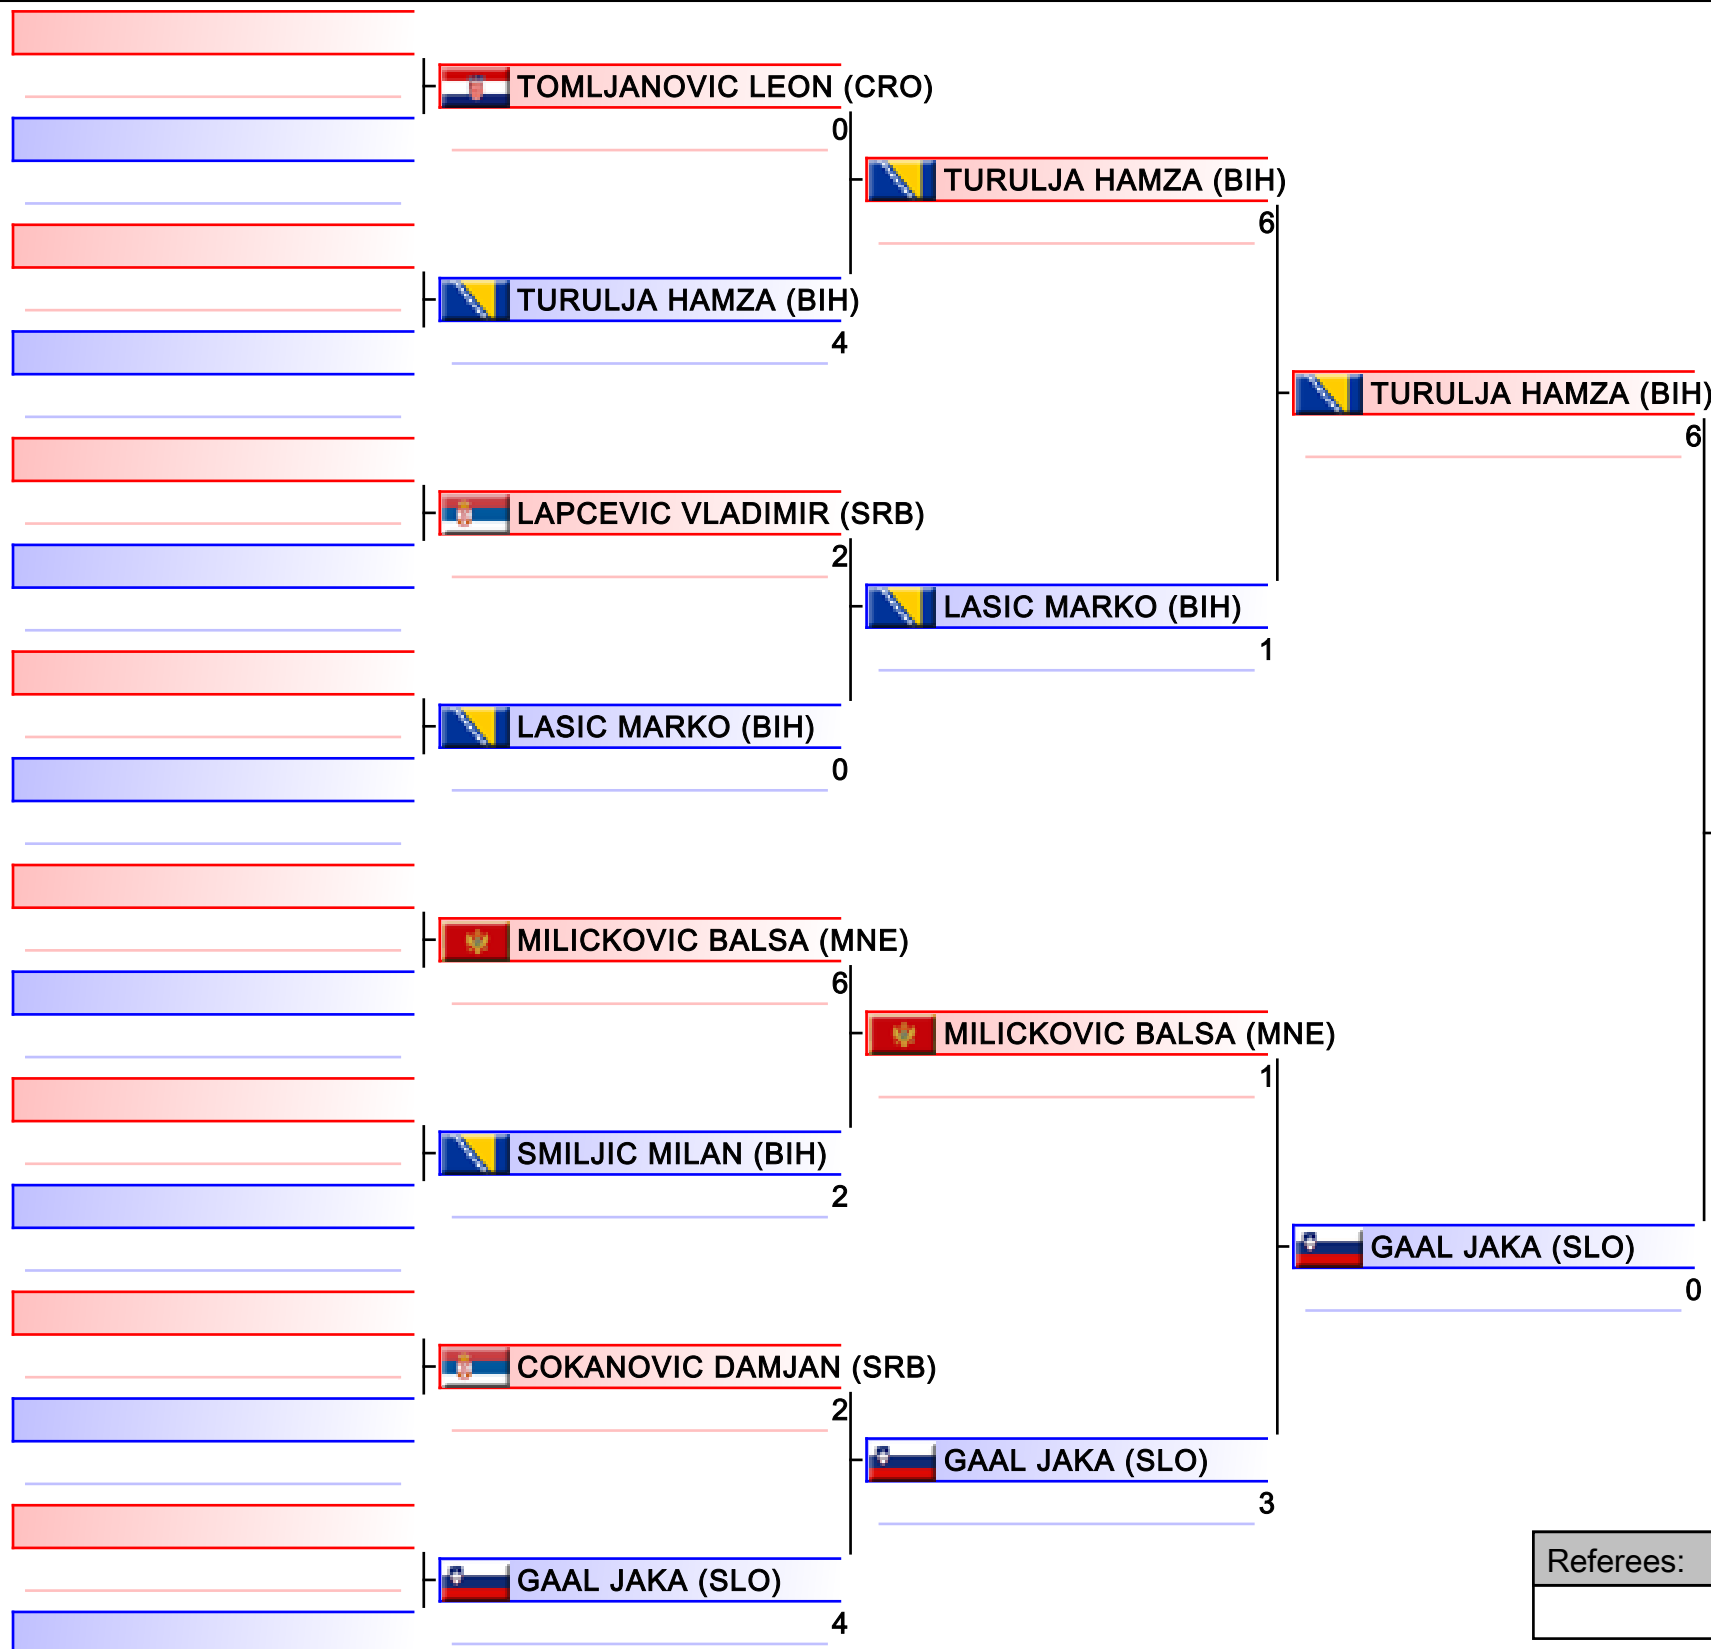 TOMLJANOVIC LEON (CRO)
0
TURULJA HAMZA (BIH)
6
TURULJA HAMZA (BIH)
4
TURULJA HAMZA (BIH)
6
LAPCEVIC VLADIMIR (SRB)
2
LASIC MARKO (BIH)
1
LASIC MARKO (BIH)
0
MILICKOVIC BALSA (MNE)
6
MILICKOVIC BALSA (MNE)
1
SMILJIC MILAN (BIH)
2
GAAL JAKA (SLO)
0
COKANOVIC DAMJAN (SRB)
2
GAAL JAKA (SLO)
3
Referees:
GAAL JAKA (SLO)
4